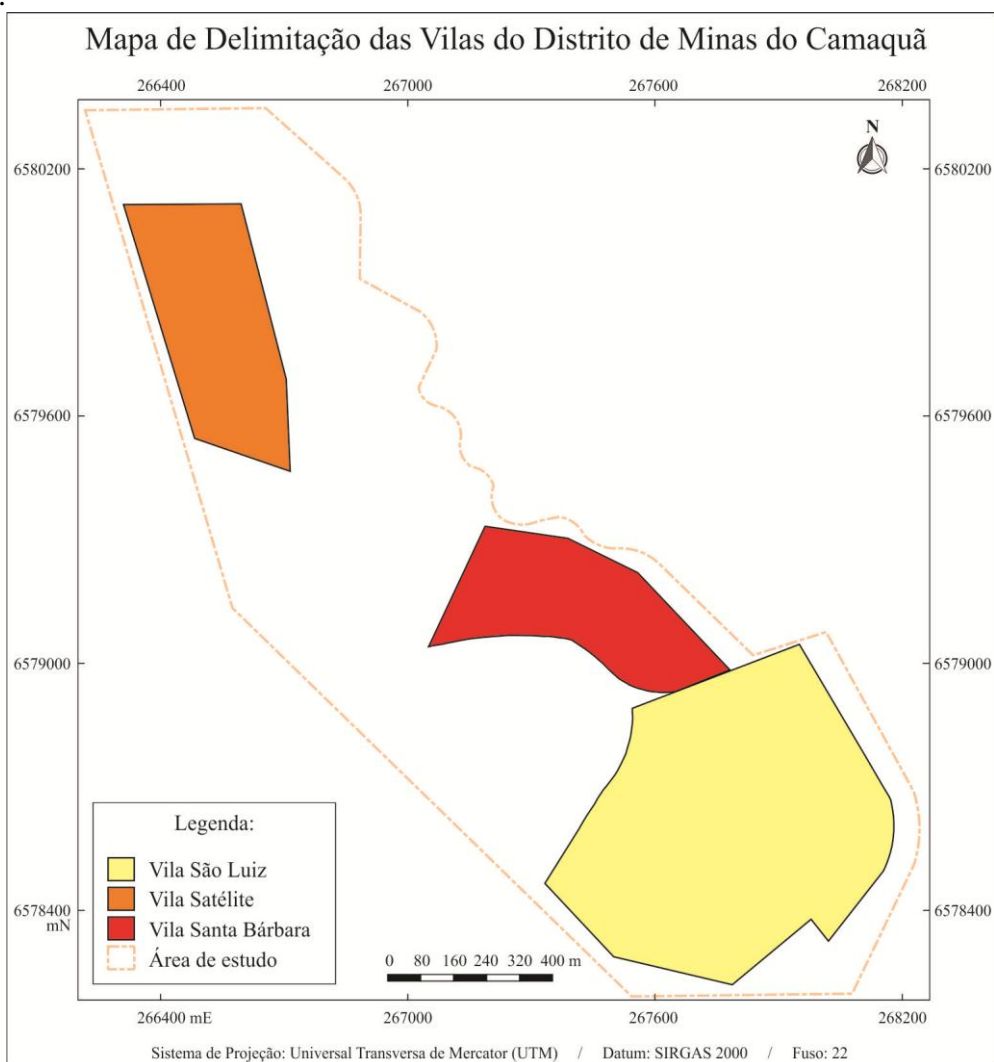 .
Mapa de Delimitação das Vilas do Distrito de Minas do Camaquã
266400 267000 267600 268200
N
6580200 6580200
6579600 6579600
6579000 6579000
Legenda:
Vila São Luiz
Vila Satélite
Vila Santa Bárbara
Área de estudo
6578400 6578400
mN
0 80 160 240 320 400 m
266400 mE 267000 267600 268200
Sistema de Projeção: Universal Transversa de Mercator (UTM) / Datum: SIRGAS 2000 / Fuso: 22